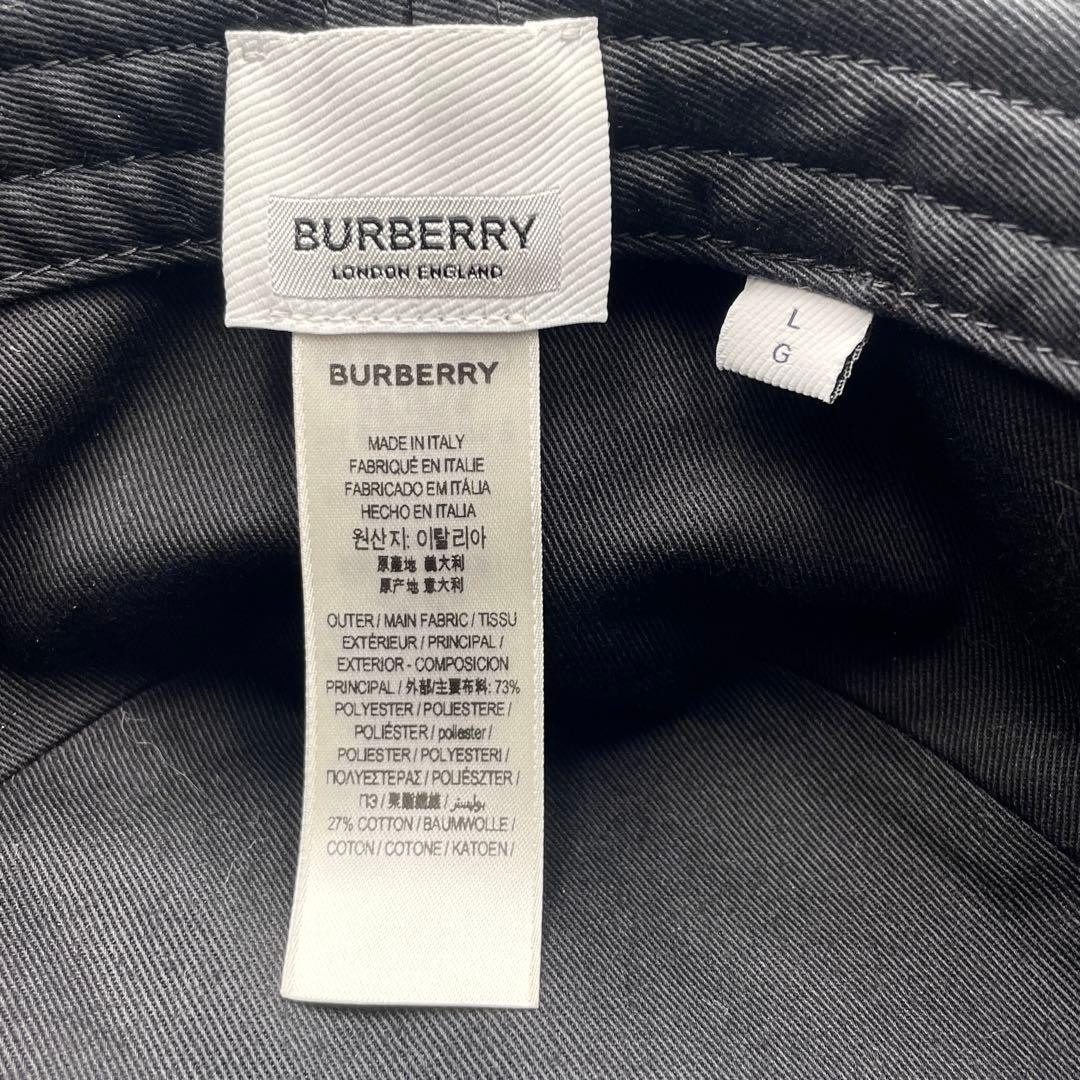 BURBERRY
LONDON ENGLAND
BURBERRY
MADE IN ITALY
FABRIQUÉ EN ITALIE
FABRICADO EM ITÁLIA
HECHO EN ITALIA
원산지: 이탈리아
原產地 義大利
原产地 意大利
OUTER / MAIN FABRIC / TISSU
EXTÉRIEUR / PRINCIPAL /
EXTERIOR - COMPOSICION
PRINCIPAL / 外部/主要布料: 73%
POLYESTER / POLIESTERE /
POLIÉSTER / poliester /
POLIESTER / POLYESTERI /
ΠΟΛΥΕΣΤΕΡΑΣ / POLIÉSZTER /
ПЭ / 聚酯纖維 / بوليستر /
27% COTTON / BAUMWOLLE /
COTON / COTONE / KATOEN /
L
G